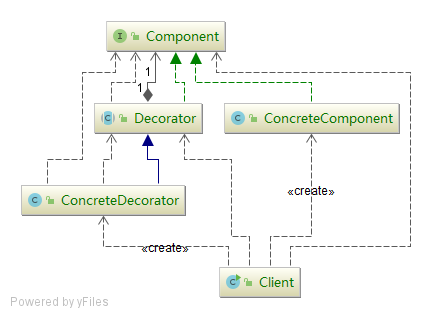 I Component
1
1
C Decorator
C ConcreteComponent
C ConcreteDecorator
«create»
«create»
C Client
Powered by yFiles